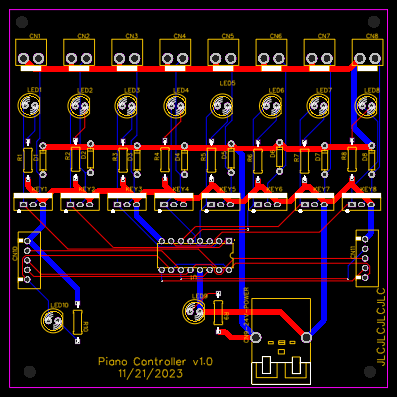 CN1 CN2 CN3 CN4 CN5 CN6 CN7 CN8
LED1 LED2 LED3 LED4 LED5 LED6 LED7 LED8
R1 D1 R2 D2 R3 D3 R4 D4 R5 D5 R6 D6 R7 D7 R8 D8
KEY1 KEY2 KEY3 KEY4 KEY5 KEY6 KEY7 KEY8
CN10 U1 CN11
LED10 R10 LED9 R9 CN9-24V-POWER
JLCJLCJLCJLC
Piano Controller v1.0
11/21/2023